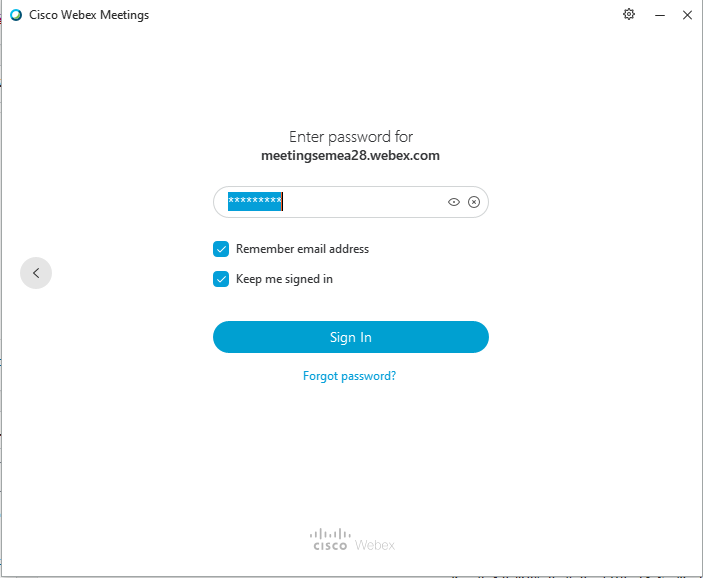 Cisco Webex Meetings
Enter password for
meetingsemea28.webex.com
*********
Remember email address
Keep me signed in
Sign In
Forgot password?
cisco Webex